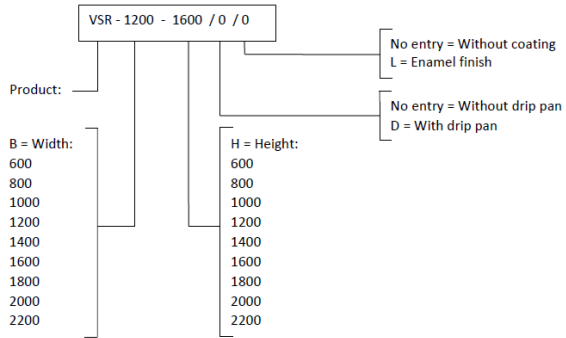 VSR - 1200 - 1600 / 0 / 0
No entry = Without coating
L = Enamel finish
Product:
No entry = Without drip pan
D = With drip pan
B = Width:
600
800
1000
1200
1400
1600
1800
2000
2200
H = Height:
600
800
1000
1200
1400
1600
1800
2000
2200